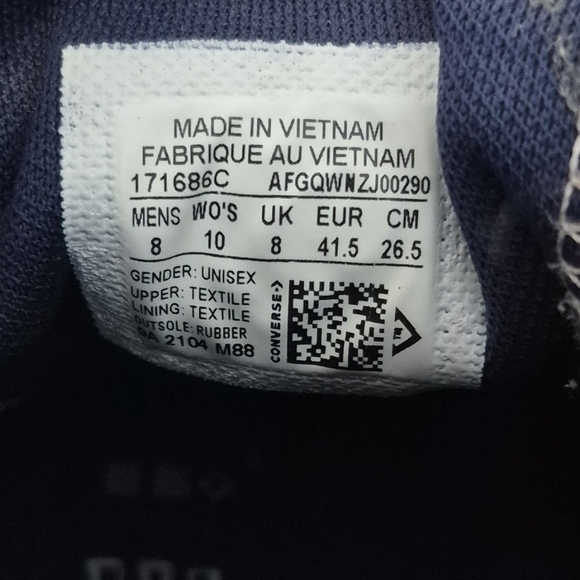 MADE IN VIETNAM
FABRIQUE AU VIETNAM
171686C AFGQWNZJ00290
MENS WO'S UK EUR CM
8 10 8 41.5 26.5
GENDER: UNISEX
UPPER: TEXTILE
LINING: TEXTILE
OUTSOLE: RUBBER
SA 2104 M88
CONVERSE
E